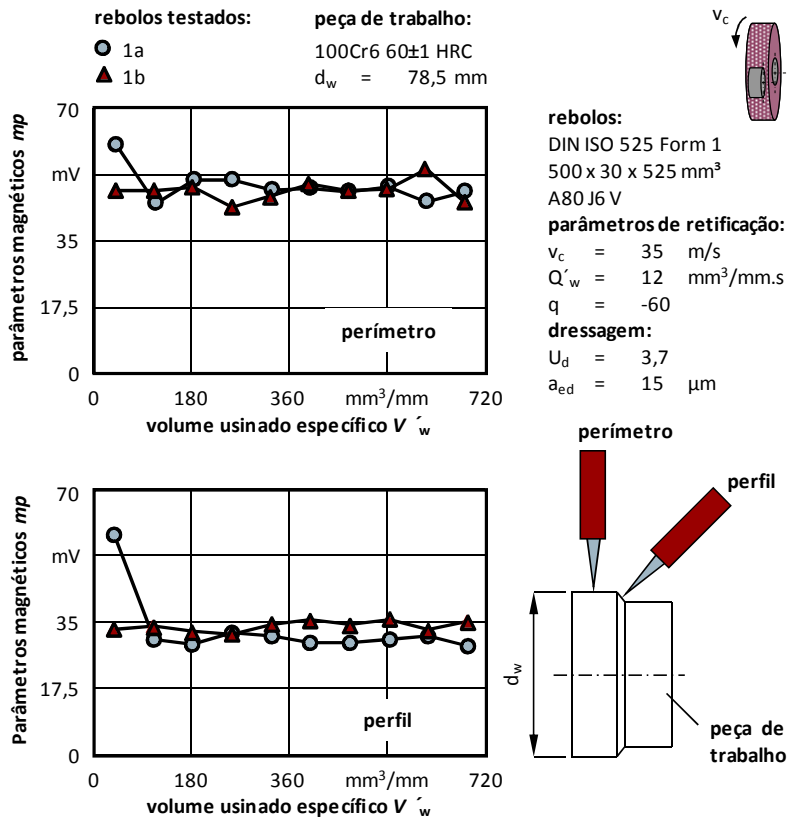 rebolos testados:
1a
1b
peça de trabalho:
100Cr6 60±1 HRC
d_w = 78,5 mm
v_c
parâmetros magnéticos mp
70
mV
35
17,5
0
perímetro
0 180 360 mm³/mm 720
volume usinado específico V´_w
rebolos:
DIN ISO 525 Form 1
500 x 30 x 525 mm³
A80 J6 V
parâmetros de retificação:
v_c = 35 m/s
Q´_w = 12 mm³/mm.s
q = -60
dressagem:
U_d = 3,7
a_ed = 15 µm
Parâmetros magnéticos mp
70
mV
35
17,5
0
perfil
0 180 360 mm³/mm 720
volume usinado específico V´_w
perímetro
perfil
d_w
peça de
trabalho